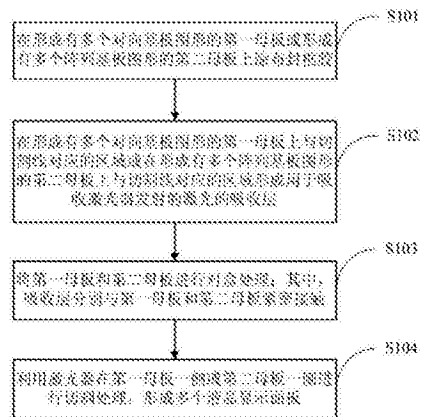 在形成有多个对向基板图形的第一母板或形成
有多个阵列基板图形的第二母板上涂布封框胶
S101
在形成有多个对向基板图形的第一母板上与切
割线对应的区域或在形成有多个阵列基板图形
的第二母板上与切割线对应的区域形成用于吸
收激光器发射的激光的吸收层
S102
将第一母板和第二母板进行对盒处理；其中，
吸收层分别与第一母板和第二母板紧密接触
S103
利用激光器在第一母板一侧或第二母板一侧进
行切割处理，形成多个液晶显示面板
S104